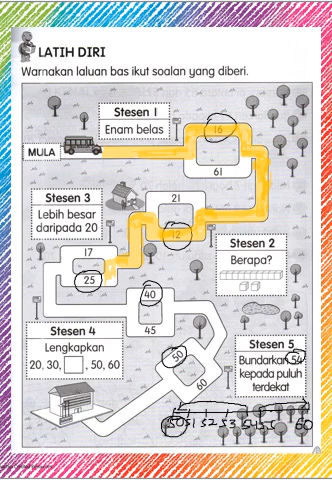 LATIH DIRI
Warnakan laluan bas ikut soalan yang diberi.
Stesen 1
Enam belas
16
MULA
61
Stesen 3
Lebih besar
daripada 20
21
12
Stesen 2
Berapa?
17
25
40
45
Stesen 4
Lengkapkan
20, 30, , 50, 60
50
60
Stesen 5
Bundarkan 54
kepada puluh
terdekat
50 51 52 53 54 55 60